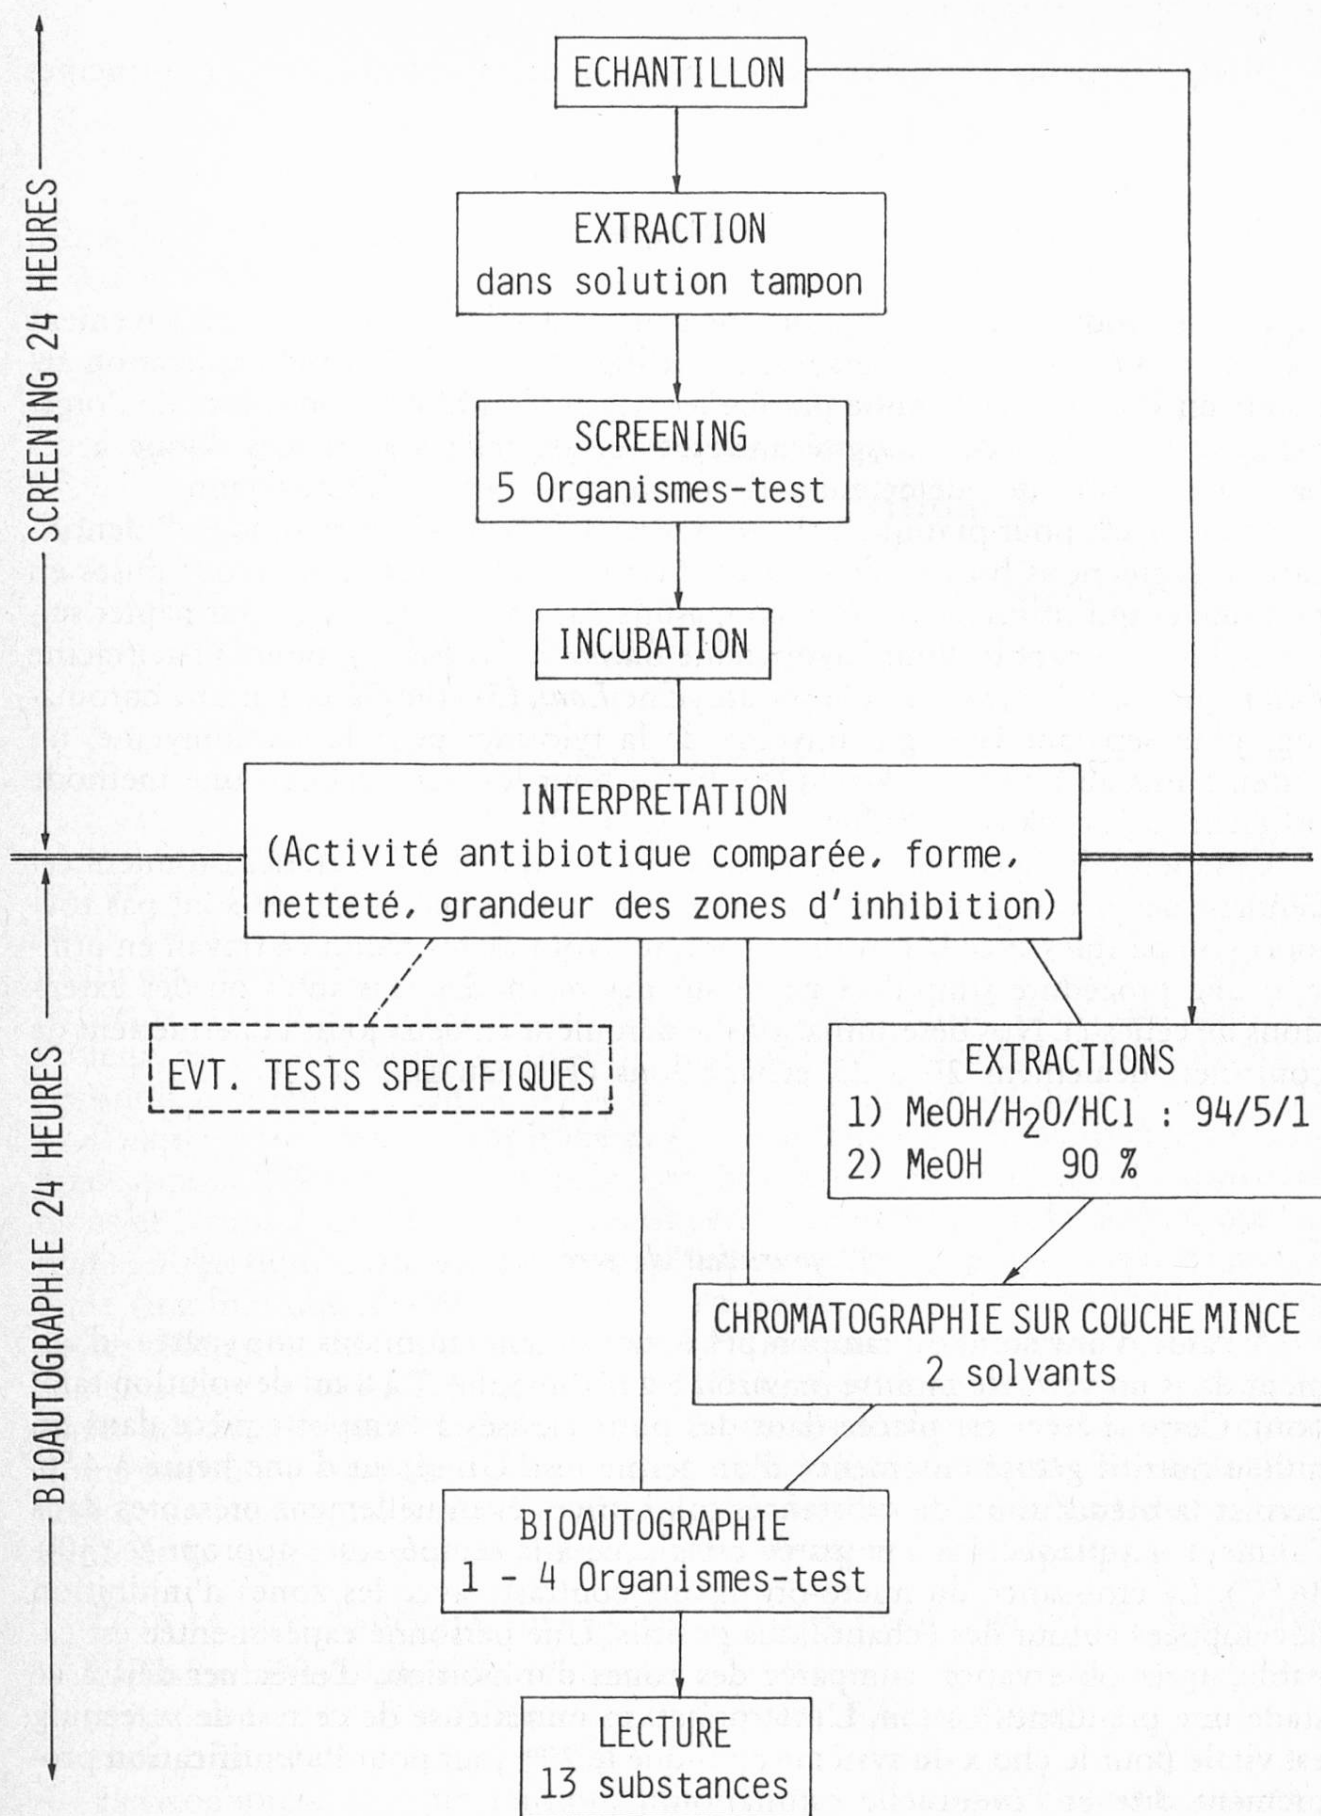 ECHANTILLON
EXTRACTION
dans solution tampon
SCREENING 24 HEURES
SCREENING
5 Organismes-test
INCUBATION
INTERPRETATION
(Activité antibiotique comparée, forme,
netteté, grandeur des zones d'inhibition)
EVT. TESTS SPECIFIQUES
EXTRACTIONS
1) MeOH/H₂O/HCl : 94/5/1
2) MeOH 90 %
BIOAUTOGRAPHIE 24 HEURES
CHROMATOGRAPHIE SUR COUCHE MINCE
2 solvants
BIOAUTOGRAPHIE
1 - 4 Organismes-test
LECTURE
13 substances